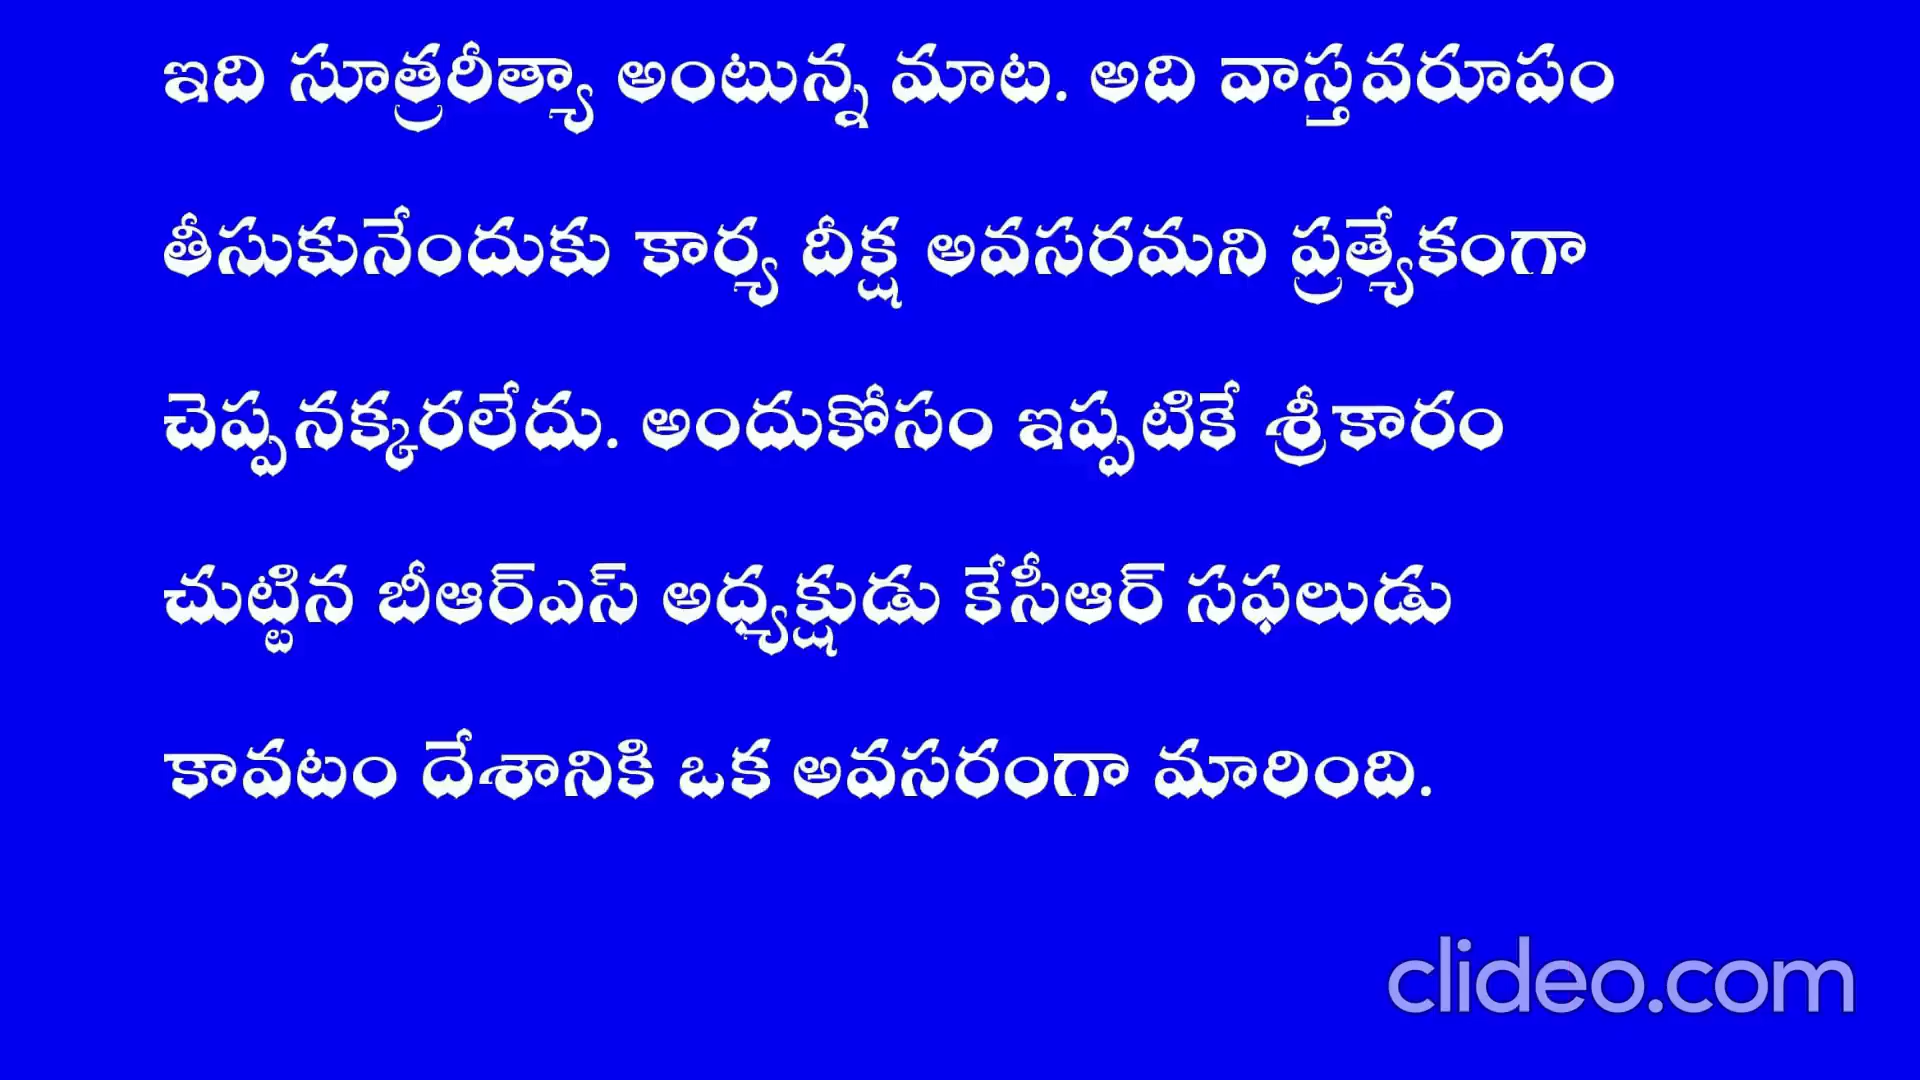 ఇది సూత్రరీత్యా అంటున్న మాట. అది వాస్తవరూపం
తీసుకునేందుకు కార్య దీక్ష అవసరమని ప్రత్యేకంగా
చెప్పనక్కరలేదు. అందుకోసం ఇప్పటికే శ్రీకారం
చుట్టిన బీఆర్ఎస్ అధ్యక్షుడు కేసీఆర్ సఫలుడు
కావటం దేశానికి ఒక అవసరంగా మారింది.
clideo.com